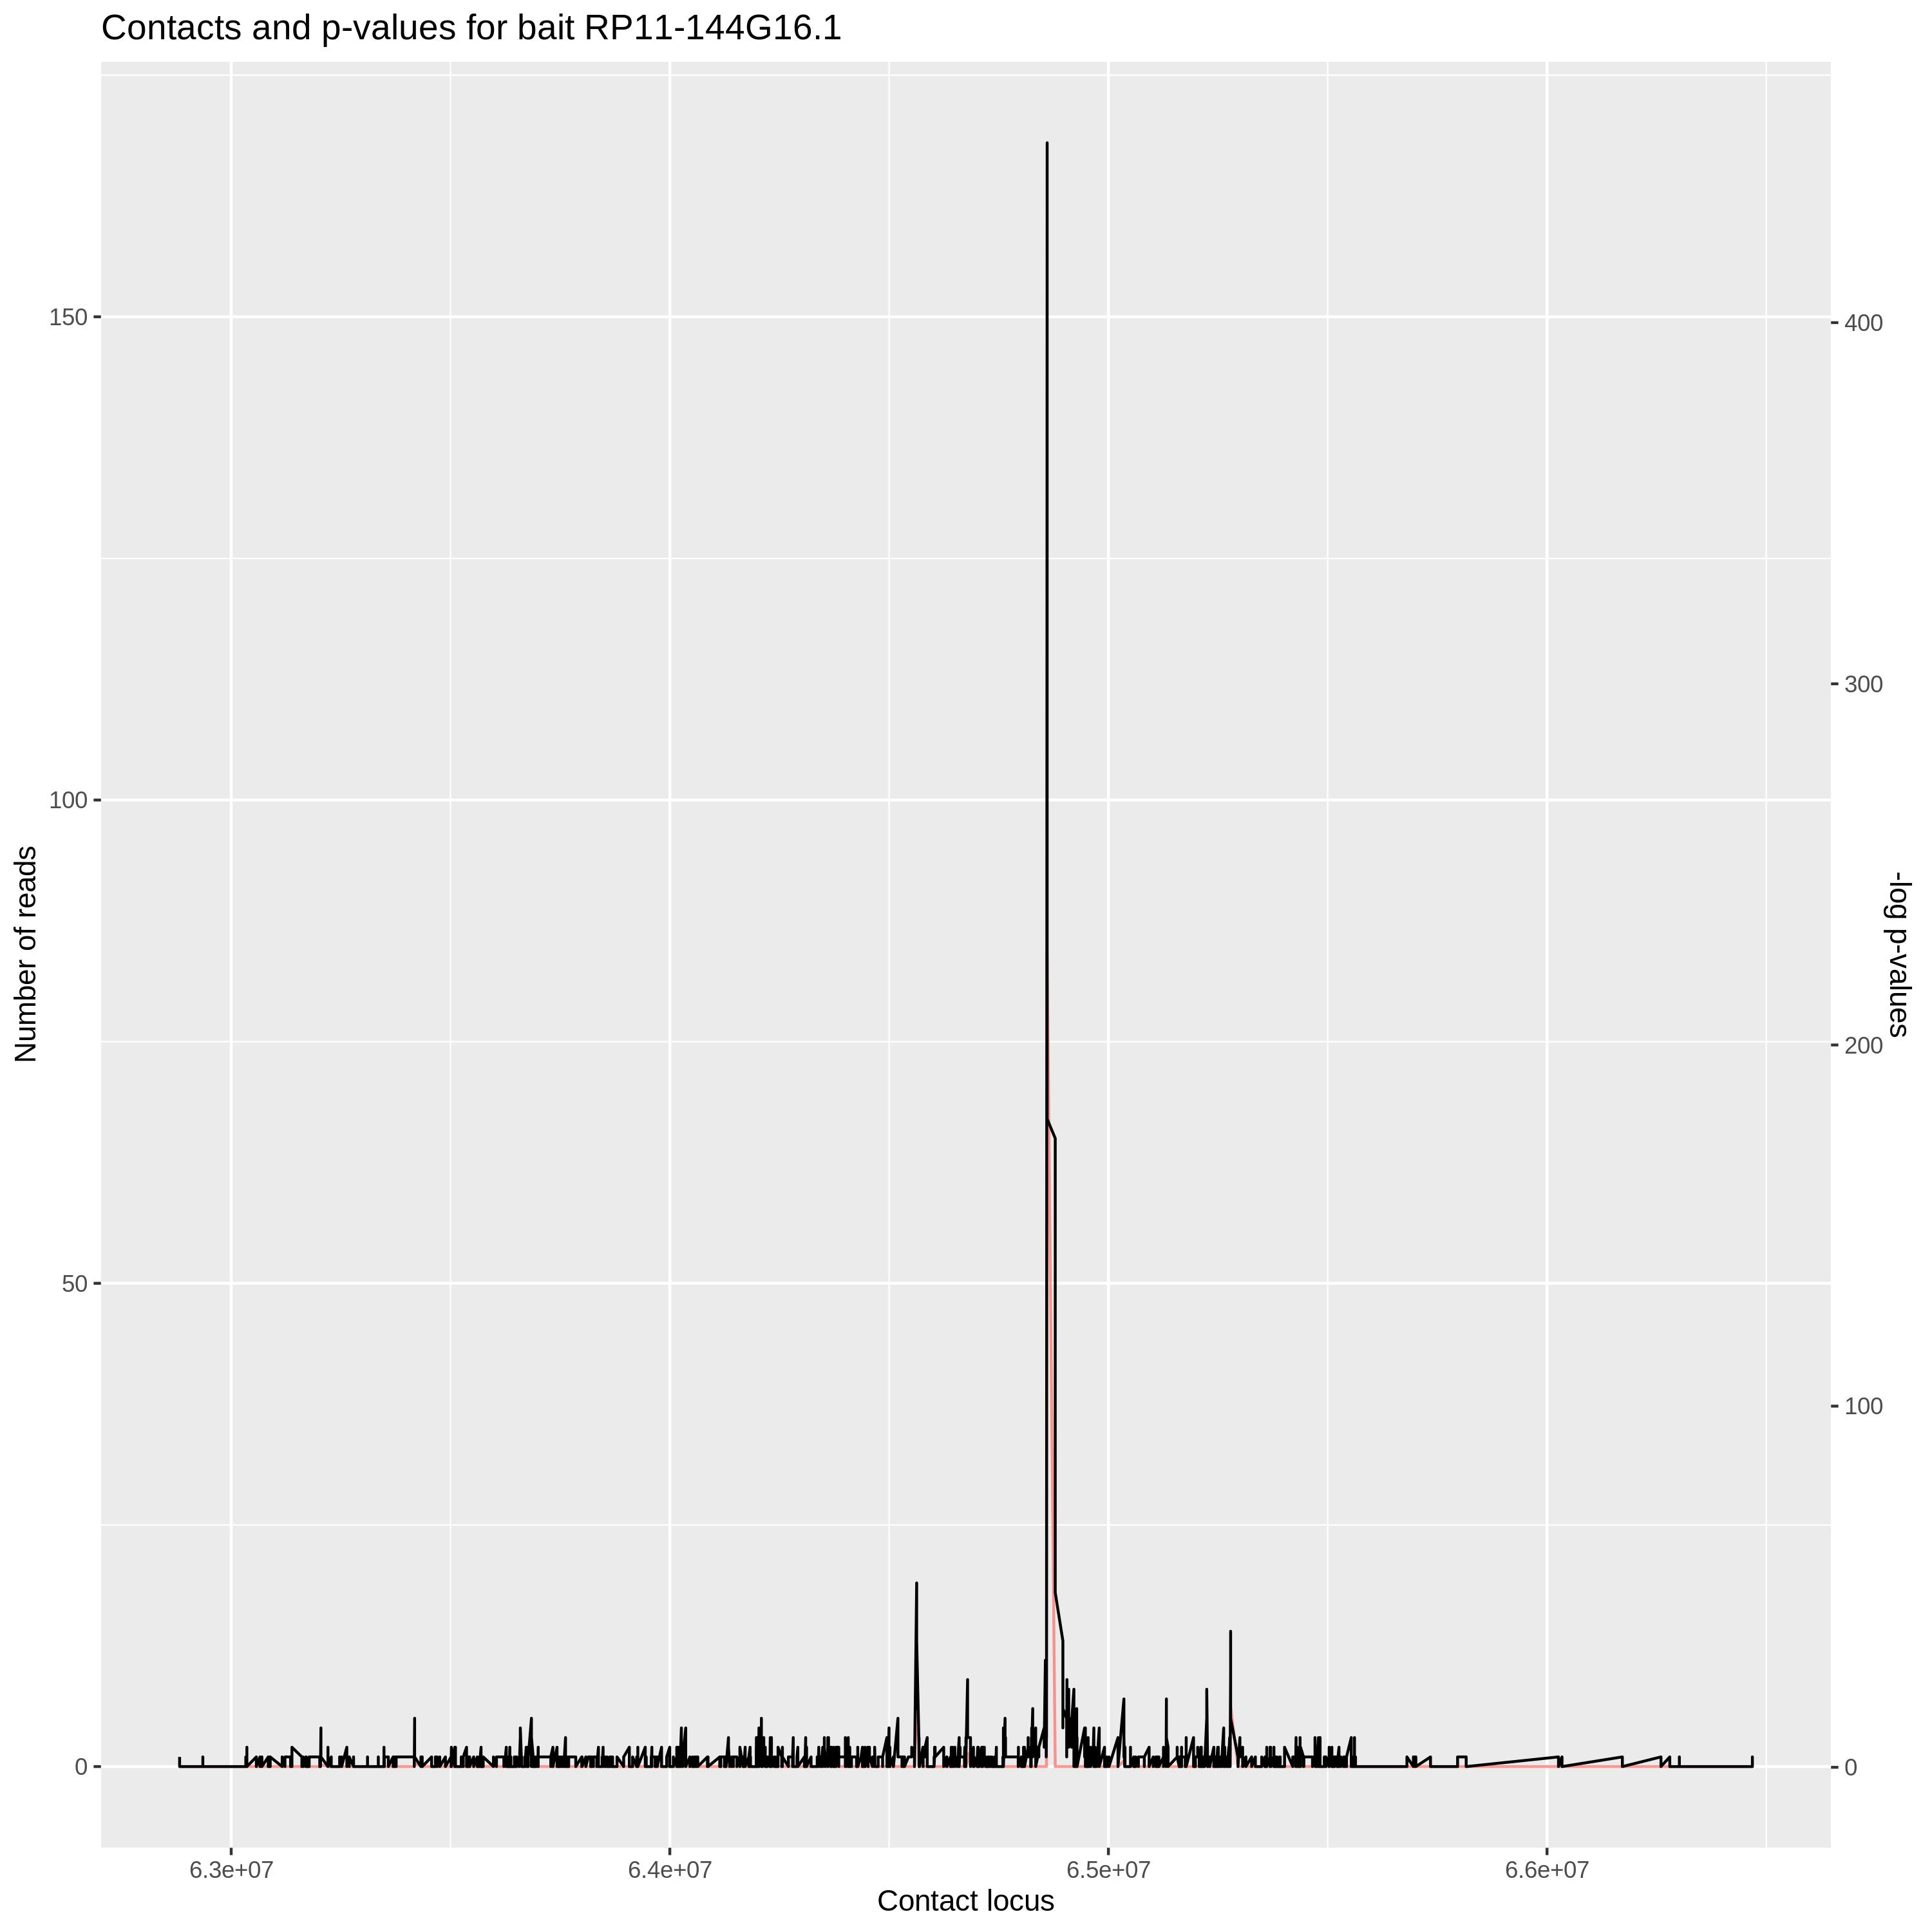 Contacts and p-values for bait RP11-144G16.1
150
100
50
0
Number of reads
400
300
200
100
0
-log p-values
6.3e+07
6.4e+07
6.5e+07
6.6e+07
Contact locus